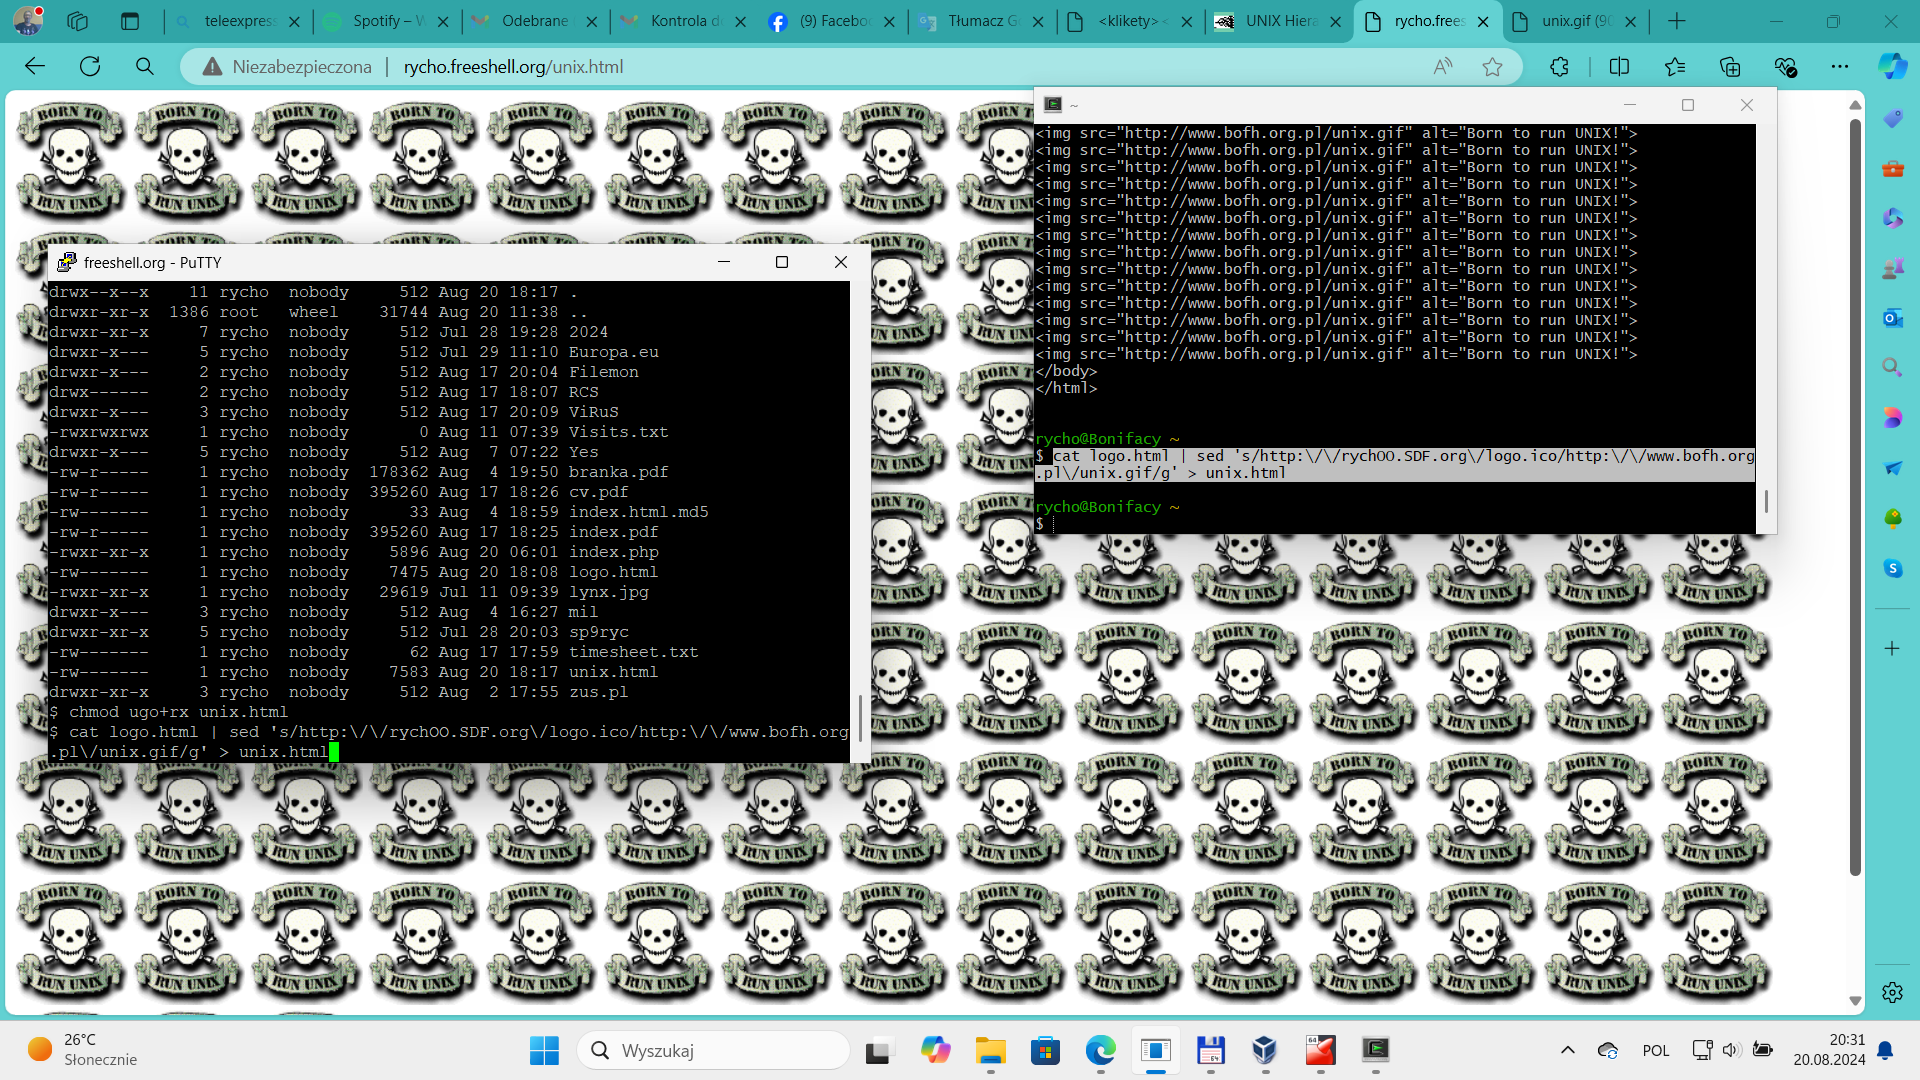 teleexpress
Spotify – W
Odebrane
Kontrola d
(9) Facebo
Tłumacz G
<klikety>
UNIX Hiera
rycho.frees
unix.gif (90
Niezabezpieczona
rycho.freeshell.org/unix.html
BORN TO
RUN UNIX
~
<img src="http://www.bofh.org.pl/unix.gif" alt="Born to run UNIX!">
<img src="http://www.bofh.org.pl/unix.gif" alt="Born to run UNIX!">
<img src="http://www.bofh.org.pl/unix.gif" alt="Born to run UNIX!">
<img src="http://www.bofh.org.pl/unix.gif" alt="Born to run UNIX!">
<img src="http://www.bofh.org.pl/unix.gif" alt="Born to run UNIX!">
<img src="http://www.bofh.org.pl/unix.gif" alt="Born to run UNIX!">
<img src="http://www.bofh.org.pl/unix.gif" alt="Born to run UNIX!">
<img src="http://www.bofh.org.pl/unix.gif" alt="Born to run UNIX!">
<img src="http://www.bofh.org.pl/unix.gif" alt="Born to run UNIX!">
<img src="http://www.bofh.org.pl/unix.gif" alt="Born to run UNIX!">
<img src="http://www.bofh.org.pl/unix.gif" alt="Born to run UNIX!">
<img src="http://www.bofh.org.pl/unix.gif" alt="Born to run UNIX!">
<img src="http://www.bofh.org.pl/unix.gif" alt="Born to run UNIX!">
<img src="http://www.bofh.org.pl/unix.gif" alt="Born to run UNIX!">
</body>
</html>
rycho@Bonifacy ~
$ cat logo.html | sed 's/http:\/\/rychOO.SDF.org\/logo.ico/http:\/\/www.bofh.org
.pl\/unix.gif/g' > unix.html
rycho@Bonifacy ~
$
freeshell.org - PuTTY
drwx--x--x 11 rycho nobody 512 Aug 20 18:17 .
drwxr-xr-x 1386 root wheel 31744 Aug 20 11:38 ..
drwxr-xr-x 7 rycho nobody 512 Jul 28 19:28 2024
drwxr-x--- 5 rycho nobody 512 Jul 29 11:10 Europa.eu
drwxr-x--- 2 rycho nobody 512 Aug 17 20:04 Filemon
drwx------ 2 rycho nobody 512 Aug 17 18:07 RCS
drwxr-x--- 3 rycho nobody 512 Aug 17 20:09 ViRuS
-rwxrwxrwx 1 rycho nobody 0 Aug 11 07:39 Visits.txt
drwxr-x--- 5 rycho nobody 512 Aug 7 07:22 Yes
-rw-r----- 1 rycho nobody 178362 Aug 4 19:50 branka.pdf
-rw-r----- 1 rycho nobody 395260 Aug 17 18:26 cv.pdf
-rw------- 1 rycho nobody 33 Aug 4 18:59 index.html.md5
-rw-r----- 1 rycho nobody 395260 Aug 17 18:25 index.pdf
-rwxr-xr-x 1 rycho nobody 5896 Aug 20 06:01 index.php
-rw------- 1 rycho nobody 7475 Aug 20 18:08 logo.html
-rwxr-xr-x 1 rycho nobody 29619 Jul 11 09:39 lynx.jpg
drwxr-x--- 3 rycho nobody 512 Aug 4 16:27 mil
drwxr-xr-x 5 rycho nobody 512 Jul 28 20:03 sp9ryc
-rw------- 1 rycho nobody 62 Aug 17 17:59 timesheet.txt
-rw------- 1 rycho nobody 7583 Aug 20 18:17 unix.html
drwxr-xr-x 3 rycho nobody 512 Aug 2 17:55 zus.pl
$ chmod ugo+rx unix.html
$ cat logo.html | sed 's/http:\/\/rychOO.SDF.org\/logo.ico/http:\/\/www.bofh.org
.pl\/unix.gif/g' > unix.html
26°C
Słonecznie
Wyszukaj
POL
20:31
20.08.2024